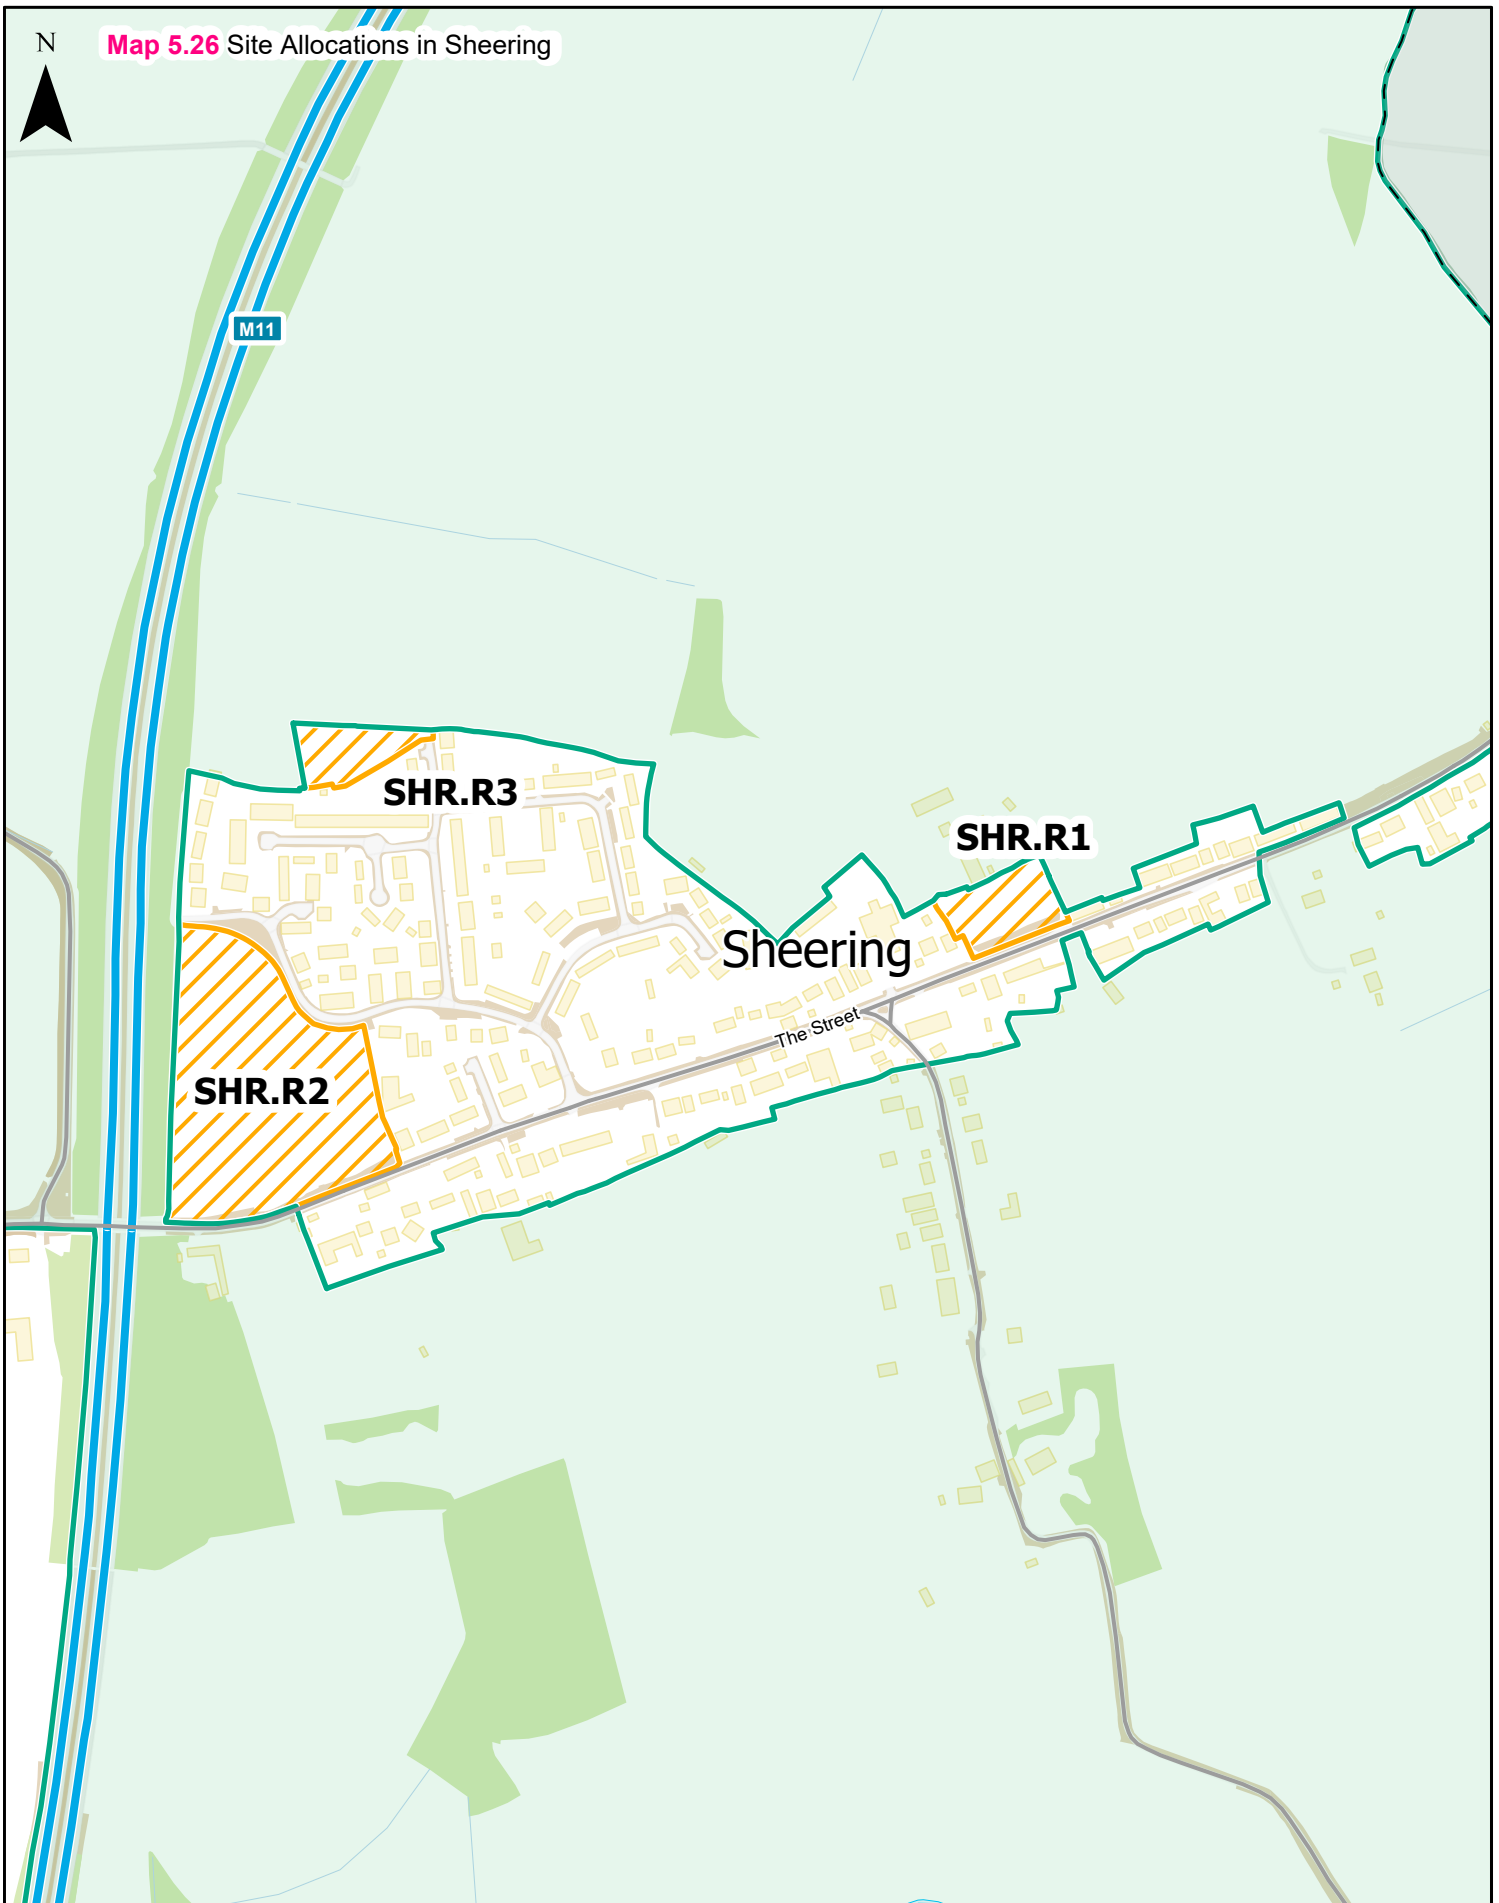 N
Map 5.26 Site Allocations in Sheering
M11
SHR.R3
SHR.R1
Sheering
The Street
SHR.R2